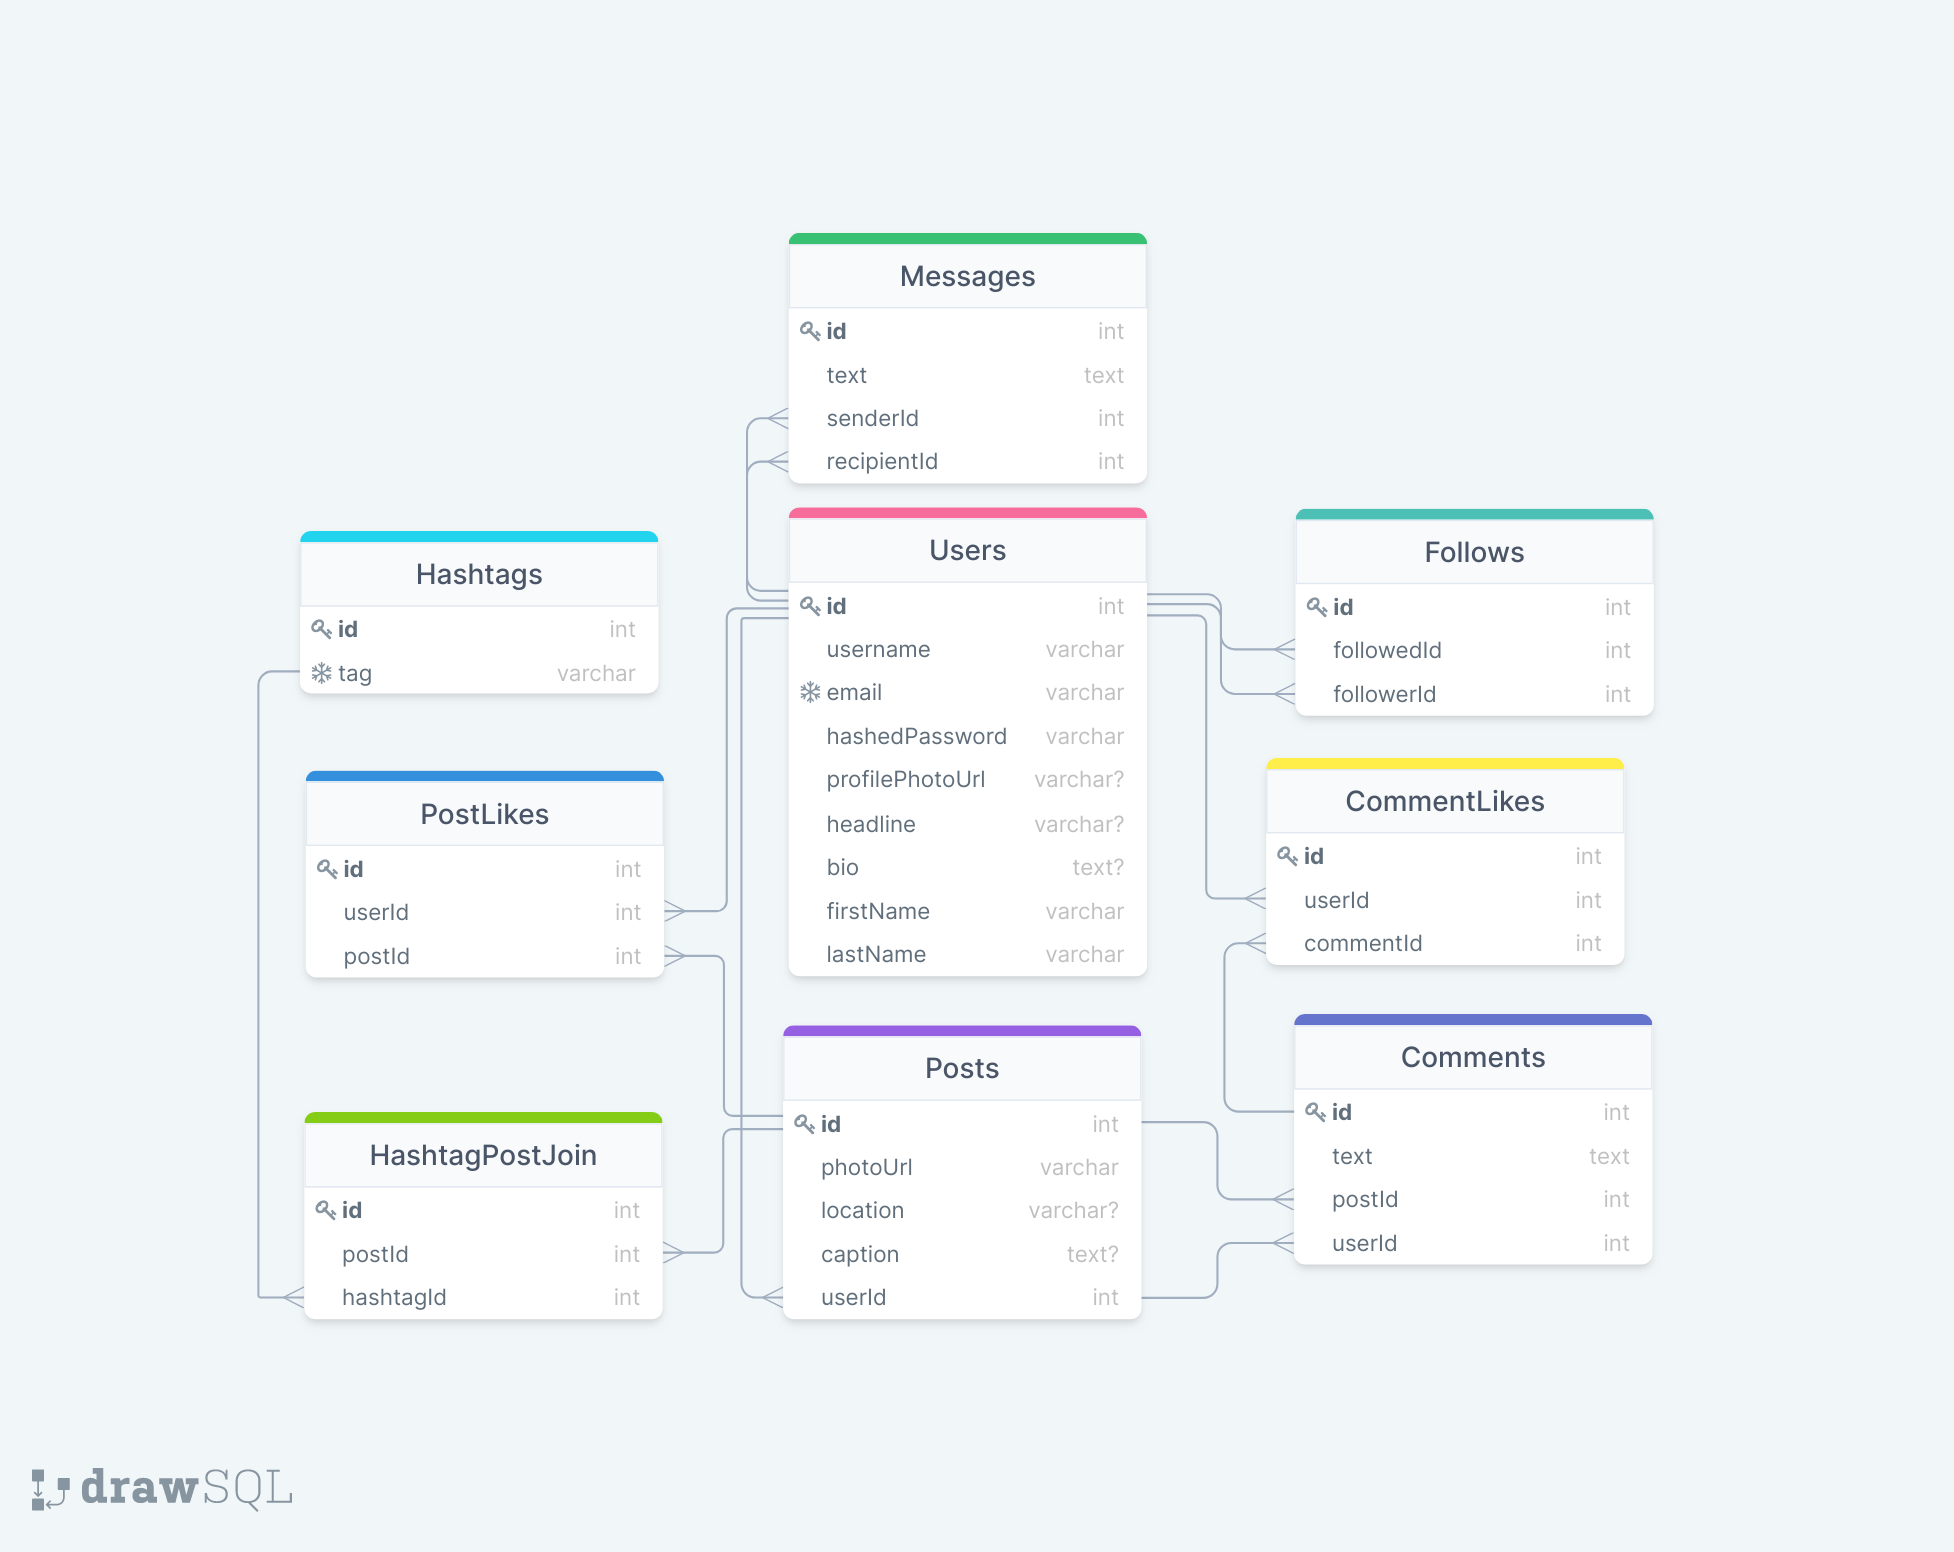 Messages
id int
text text
senderId int
recipientId int
Users
id int
username varchar
email varchar
hashedPassword varchar
profilePhotoUrl varchar?
headline varchar?
bio text?
firstName varchar
lastName varchar
Follows
id int
followedId int
followerId int
Hashtags
id int
tag varchar
PostLikes
id int
userId int
postId int
CommentLikes
id int
userId int
commentId int
HashtagPostJoin
id int
postId int
hashtagId int
Posts
id int
photoUrl varchar
location varchar?
caption text?
userId int
Comments
id int
text text
postId int
userId int
drawSQL